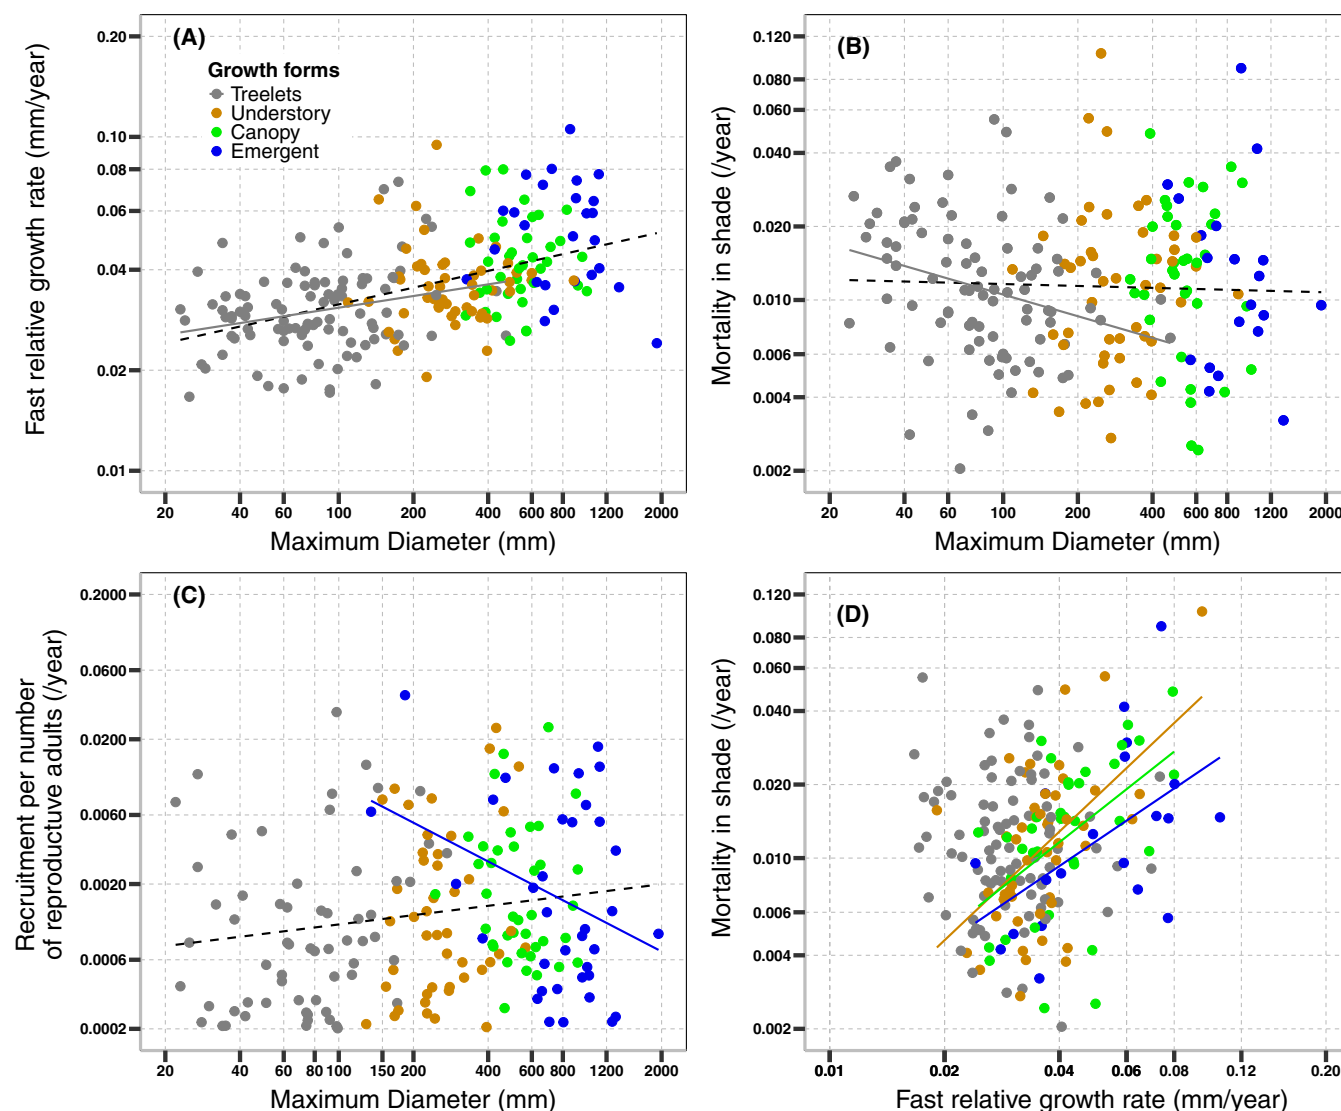 (A)
Growth forms
Treelets
Understory
Canopy
Emergent
0.20
0.10
0.08
0.06
0.04
0.02
0.01
Fast relative growth rate (mm/year)
20 40 60 100 200 400 600 800 1200 2000
Maximum Diameter (mm)
(B)
0.120
0.080
0.060
0.040
0.020
0.010
0.006
0.004
0.002
Mortality in shade (/year)
20 40 60 100 200 400 600 800 1200 2000
Maximum Diameter (mm)
(C)
0.2000
0.0600
0.0200
0.0060
0.0020
0.0006
0.0002
Recruitment per number
of reproductive adults (/year)
20 40 60 80 100 150 200 400 600 800 1200 2000
Maximum Diameter (mm)
(D)
0.120
0.080
0.060
0.040
0.020
0.010
0.006
0.004
0.002
Mortality in shade (/year)
0.01 0.02 0.04 0.06 0.08 0.12 0.20
Fast relative growth rate (mm/year)